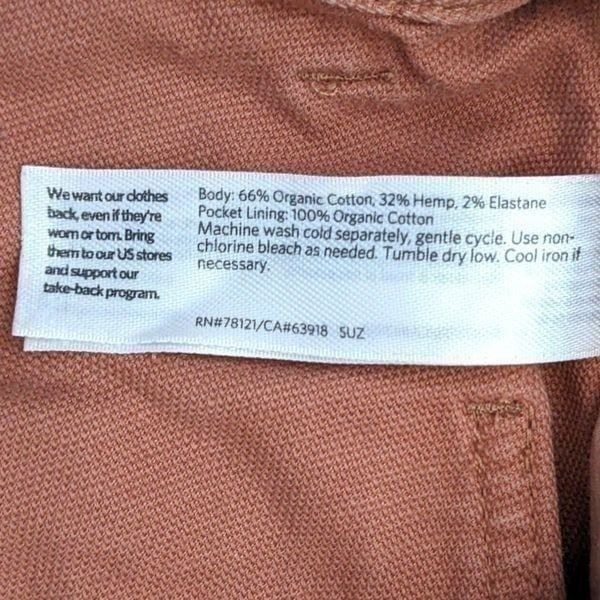 We want our clothes
back, even if they're
worn or torn. Bring
them to our US stores
and support our
take-back program.
Body: 66% Organic Cotton, 32% Hemp, 2% Elastane
Pocket Lining: 100% Organic Cotton
Machine wash cold separately, gentle cycle. Use non-
chlorine bleach as needed. Tumble dry low. Cool iron if
necessary.
RN#78121/CA#63918 SUZ